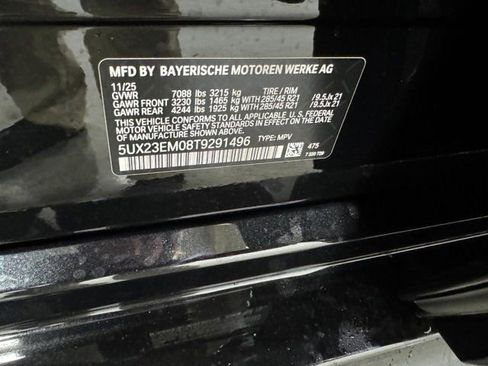 MFD BY BAYERISCHE MOTOREN WERKE AG
11/25
GVWR 7088 lbs 3215 kg TIRE / RIM
GAWR FRONT 3230 lbs 1465 kg with 285/45 R21 / 9.5Jx21
GAWR REAR 4244 lbs 1925 kg with 285/45 R21 / 9.5Jx21
THIS VEHICLE CONFORMS TO ALL APPLICABLE U.S. FEDERAL
MOTOR VEHICLE SAFETY STANDARDS IN EFFECT
ON THE DATE OF MANUFACTURE SHOWN ABOVE.
5UX23EM08T9291496 TYPE: MPV 475